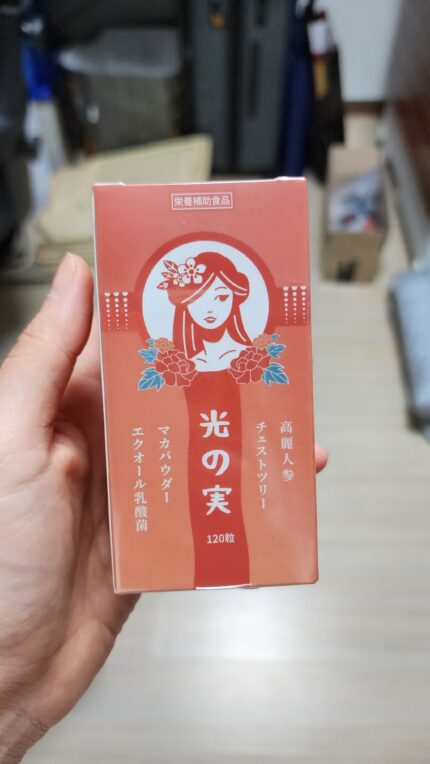 栄養補助食品
光の実
120粒
高麗人参
チェストツリー
マカパウダー
エクオール乳酸菌